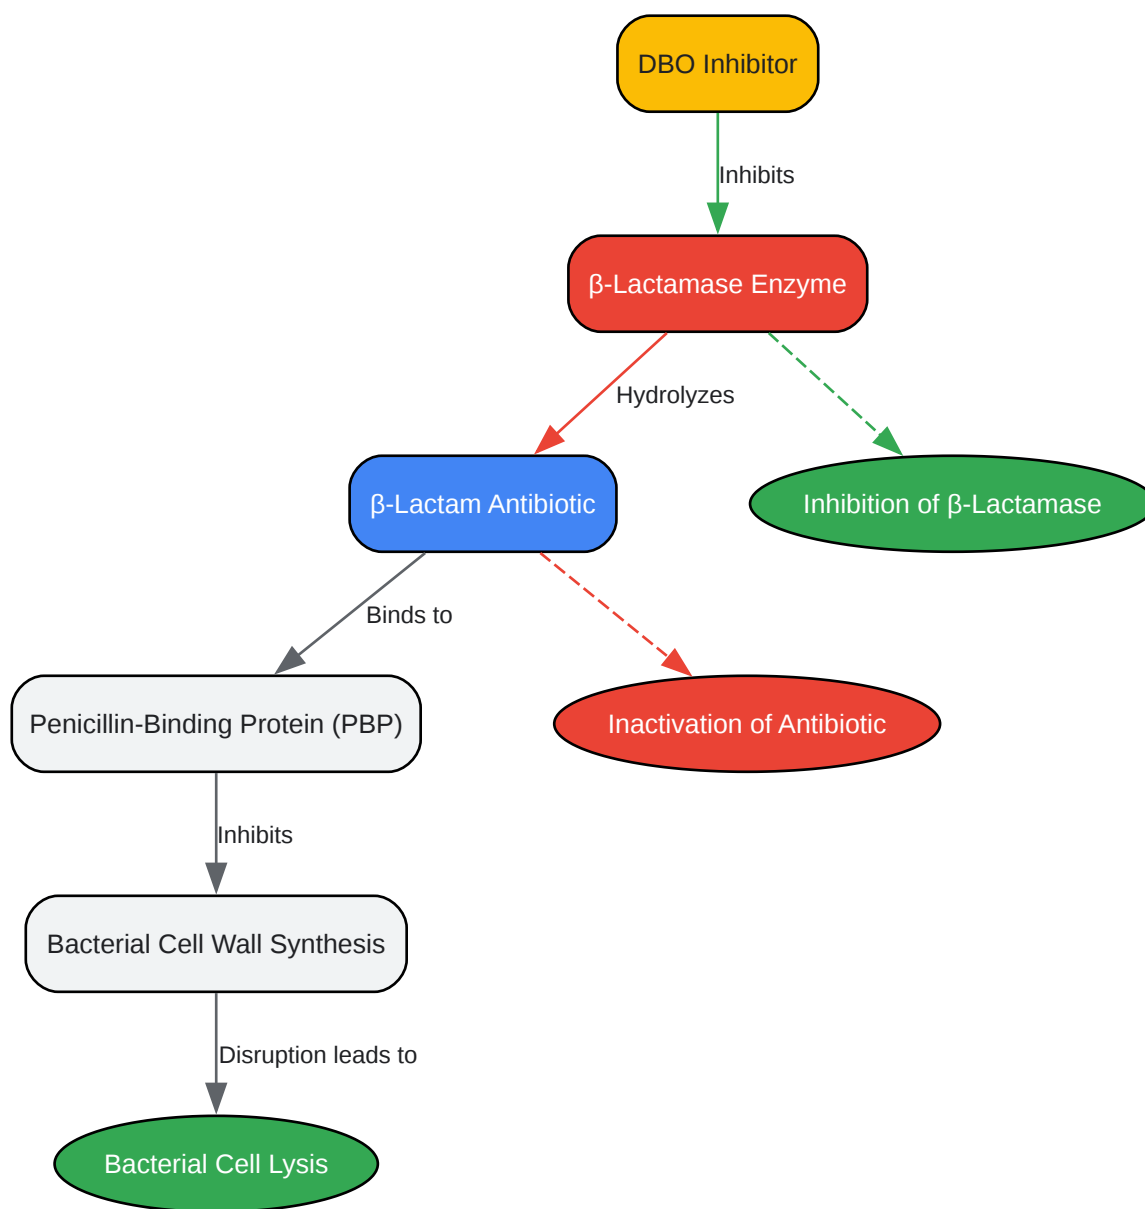 DBO Inhibitor
Inhibits
β-Lactamase Enzyme
Hydrolyzes
β-Lactam Antibiotic
Inhibition of β-Lactamase
Binds to
Penicillin-Binding Protein (PBP)
Inactivation of Antibiotic
Inhibits
Bacterial Cell Wall Synthesis
Disruption leads to
Bacterial Cell Lysis